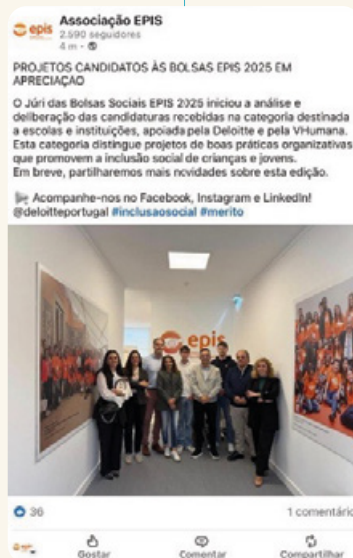 epis
Associação EPIS
2.590 seguidores
4 m •
PROJETOS CANDIDATOS ÀS BOLSAS EPIS 2025 EM
APRECIAÇÃO
O Júri das Bolsas Sociais EPIS 2025 iniciou a análise e
deliberação das candidaturas recebidas na categoria destinada
a escolas e instituições, apoiada pela Deloitte e pela VHumana.
Esta categoria distingue projetos de boas práticas organizativas
que promovem a inclusão social de crianças e jovens.
Em breve, partilharemos mais novidades sobre esta edição.
Acompanhe-nos no Facebook, Instagram e LinkedIn!
@deloitteportugal #inclusaosocial #merito
epis
36
1 comentário
Gostar
Comentar
Compartilhar